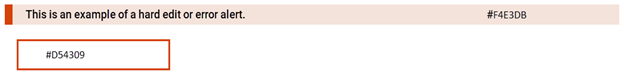 This is an example of a hard edit or error alert. #F4E3DB
#D54309